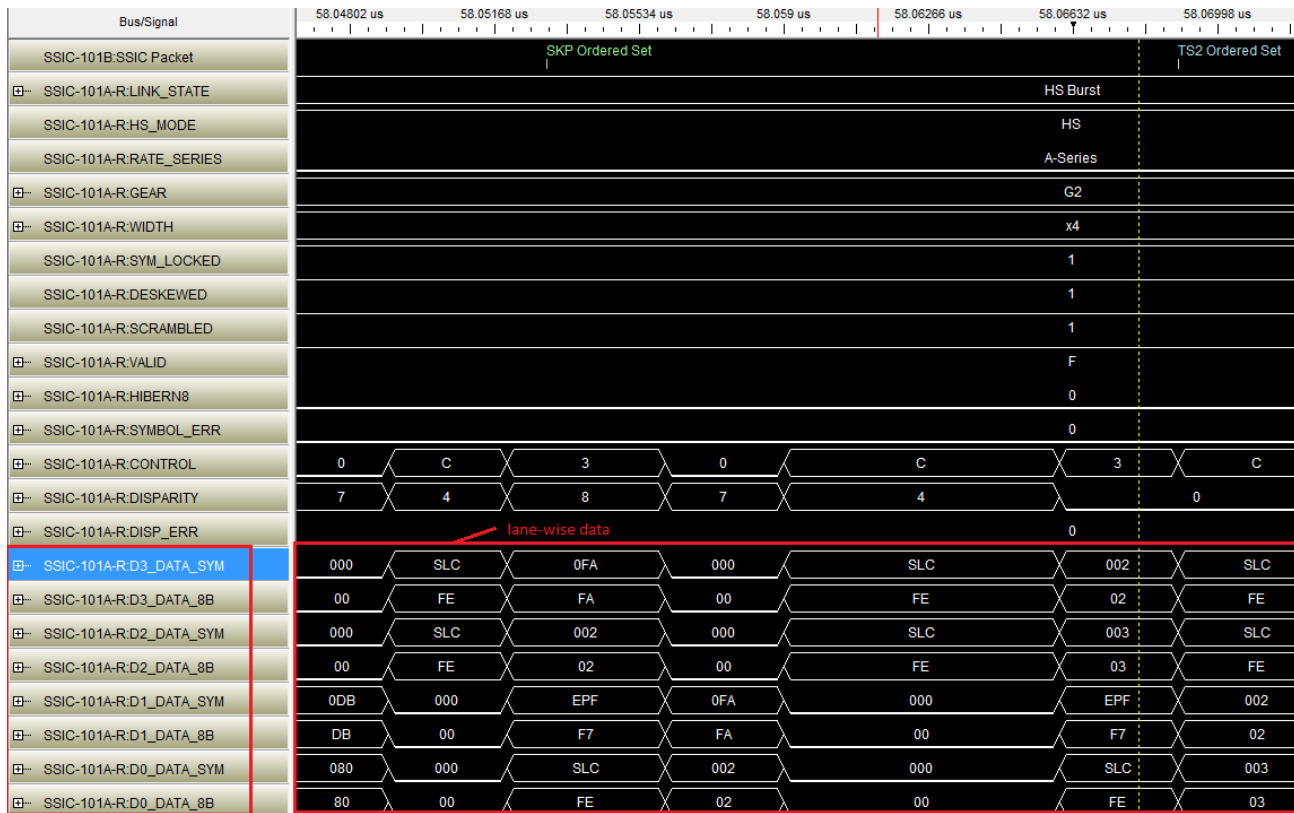 Bus/Signal 58.04802 us 58.05168 us 58.05534 us 58.059 us 58.06266 us 58.06632 us 58.06998 us
SSIC-101B:SSIC Packet SKP Ordered Set TS2 Ordered Set
SSIC-101A-R:LINK_STATE HS Burst
SSIC-101A-R:HS_MODE HS
SSIC-101A-R:RATE_SERIES A-Series
SSIC-101A-R:GEAR G2
SSIC-101A-R:WIDTH x4
SSIC-101A-R:SYM_LOCKED 1
SSIC-101A-R:DESKEWED 1
SSIC-101A-R:SCRAMBLED 1
SSIC-101A-R:VALID F
SSIC-101A-R:HIBERN8 0
SSIC-101A-R:SYMBOL_ERR 0
SSIC-101A-R:CONTROL 0 C 3 0 C 3 C
SSIC-101A-R:DISPARITY 7 4 8 7 4 0
SSIC-101A-R:DISP_ERR lane-wise data 0
SSIC-101A-R:D3_DATA_SYM 000 SLC 0FA 000 SLC 002 SLC
SSIC-101A-R:D3_DATA_8B 00 FE FA 00 FE 02 FE
SSIC-101A-R:D2_DATA_SYM 000 SLC 002 000 SLC 003 SLC
SSIC-101A-R:D2_DATA_8B 00 FE 02 00 FE 03 FE
SSIC-101A-R:D1_DATA_SYM 0DB 000 EPF 0FA 000 EPF 002
SSIC-101A-R:D1_DATA_8B DB 00 F7 FA 00 F7 02
SSIC-101A-R:D0_DATA_SYM 080 000 SLC 002 000 SLC 003
SSIC-101A-R:D0_DATA_8B 80 00 FE 02 00 FE 03